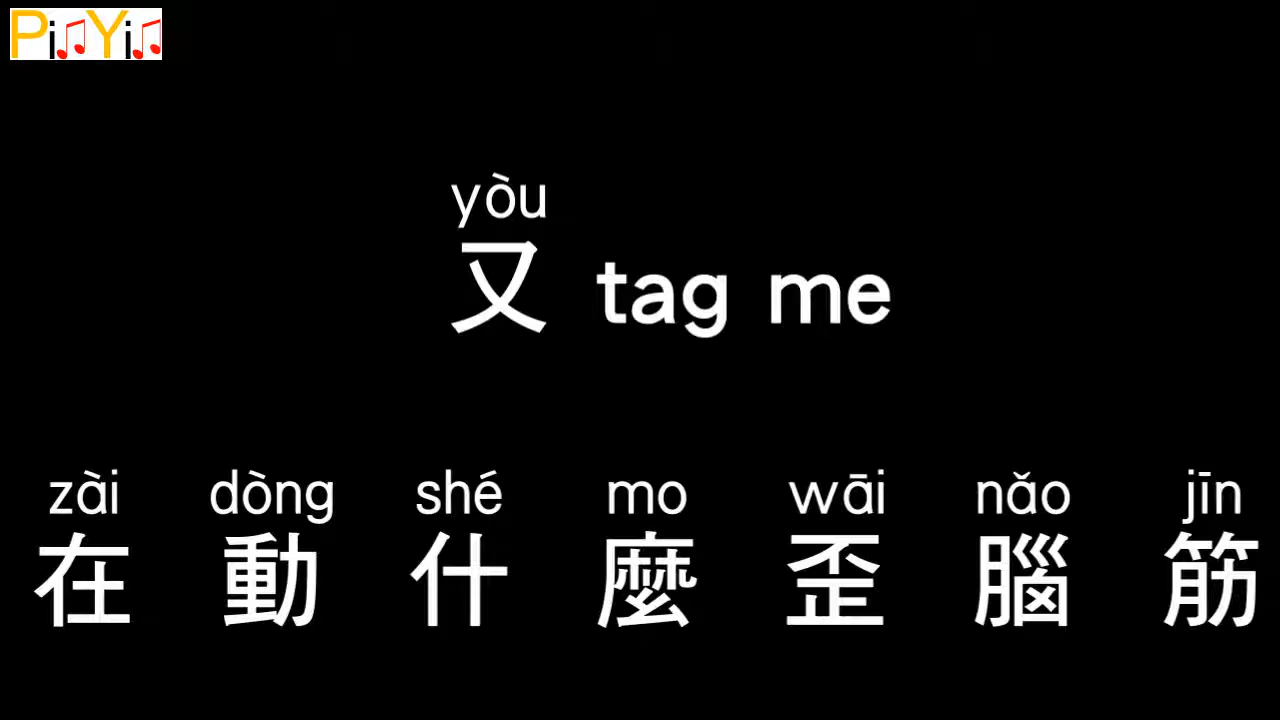 PinYin
yòu
又 tag me
zài dòng shé mo wāi nǎo jīn
在 動 什 麼 歪 腦 筋